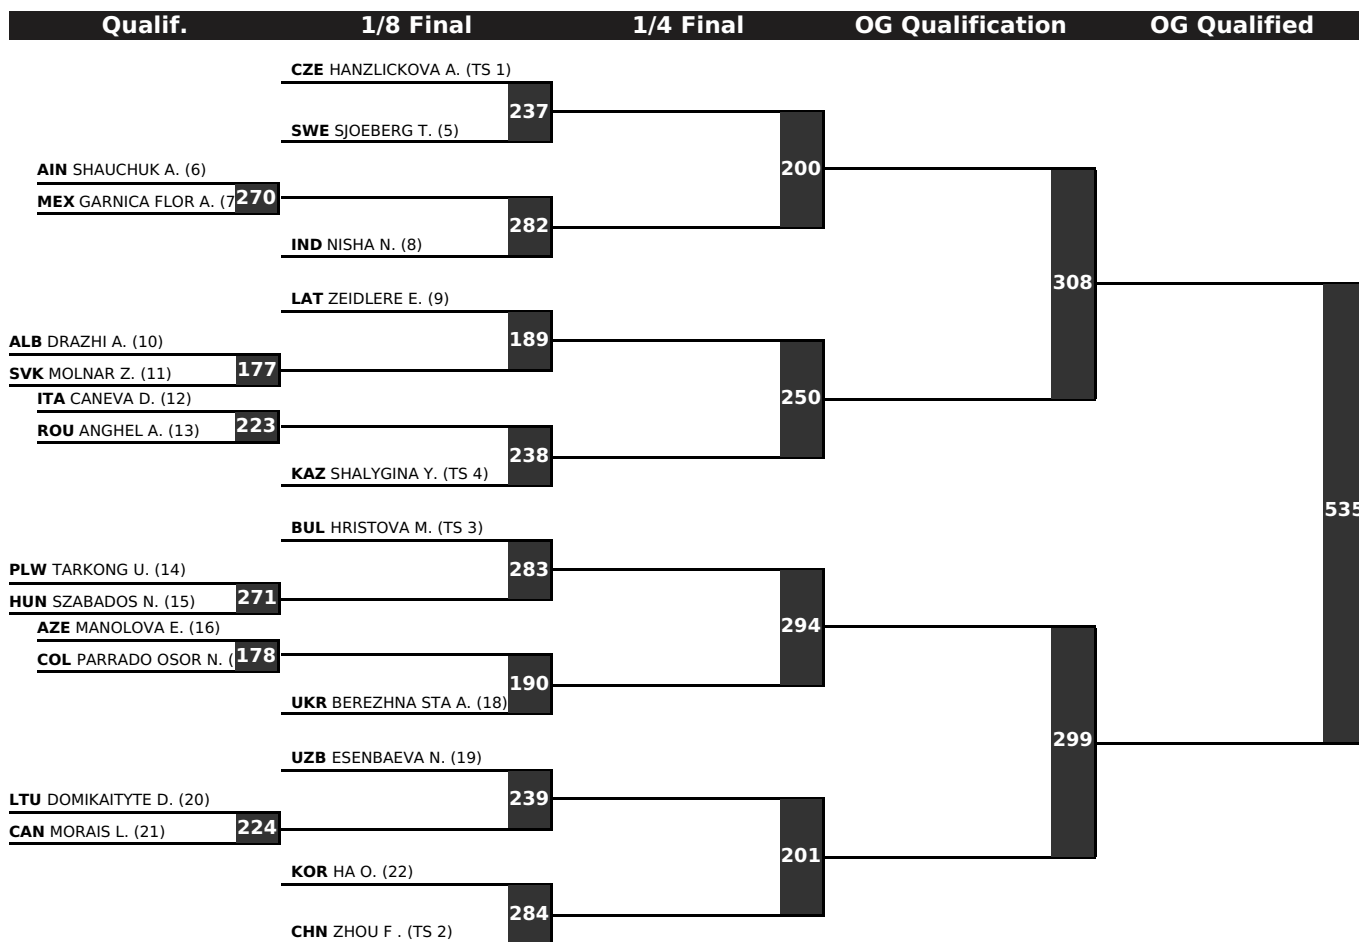 Qualif. 1/8 Final 1/4 Final OG Qualification OG Qualified
CZE HANZLICKOVA A. (TS 1)
237
SWE SJOEBERG T. (5)
AIN SHAUCHUK A. (6)
200
MEX GARNICA FLOR A. (7
270
282
IND NISHA N. (8)
308
LAT ZEIDLERE E. (9)
ALB DRAZHI A. (10)
189
SVK MOLNAR Z. (11)
177
ITA CANEVA D. (12)
250
ROU ANGHEL A. (13)
223
238
KAZ SHALYGINA Y. (TS 4)
535
BUL HRISTOVA M. (TS 3)
PLW TARKONG U. (14)
283
HUN SZABADOS N. (15)
271
AZE MANOLOVA E. (16)
294
COL PARRADO OSOR N. (
178
190
UKR BEREZHNA STA A. (18)
299
UZB ESENBAEVA N. (19)
LTU DOMIKAITYTE D. (20)
239
CAN MORAIS L. (21)
224
201
KOR HA O. (22)
284
CHN ZHOU F . (TS 2)